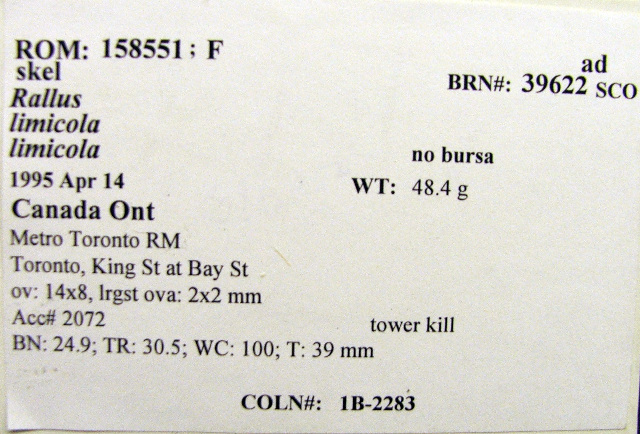 ROM: 158551; F
ad
skel
BRN#: 39622 SCO
Rallus
limicola
limicola
no bursa
1995 Apr 14
WT: 48.4 g
Canada Ont
Metro Toronto RM
Toronto, King St at Bay St
ov: 14x8, lrgst ova: 2x2 mm
Acc# 2072
tower kill
BN: 24.9; TR: 30.5; WC: 100; T: 39 mm
COLN#: 1B-2283